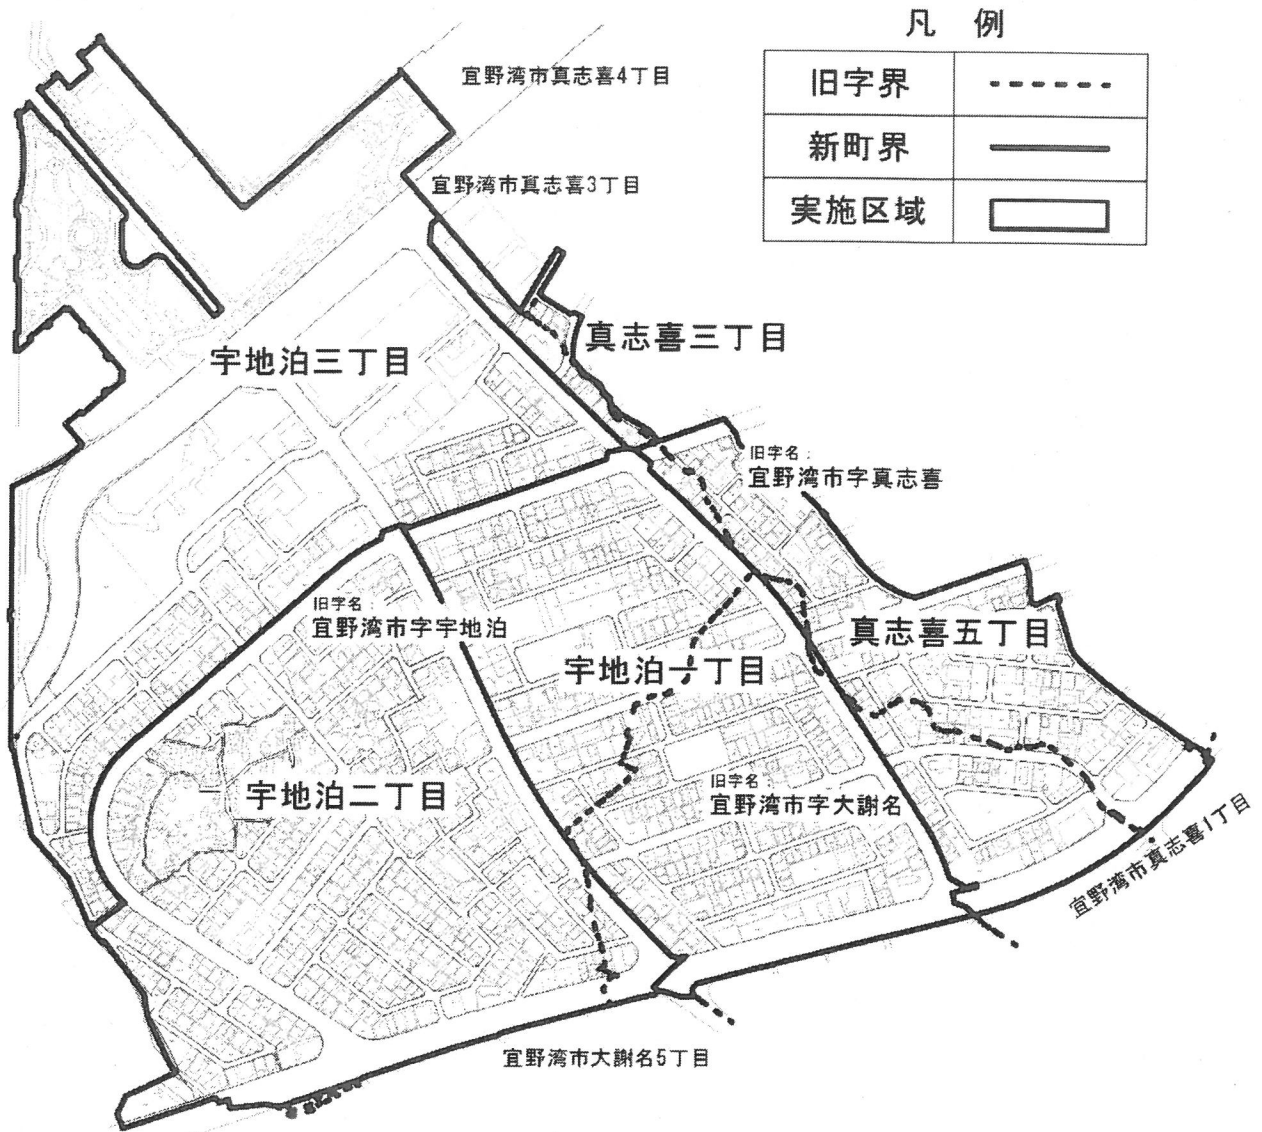 凡 例
旧字界
新町界
実施区域
宜野湾市真志喜4丁目
宜野湾市真志喜3丁目
真志喜三丁目
宇地泊三丁目
旧字名:
宜野湾市字真志喜
旧字名:
宜野湾市字宇地泊
真志喜五丁目
宇地泊一丁目
旧字名:
宜野湾市字大謝名
宇地泊二丁目
宜野湾市真志喜1丁目
宜野湾市大謝名5丁目